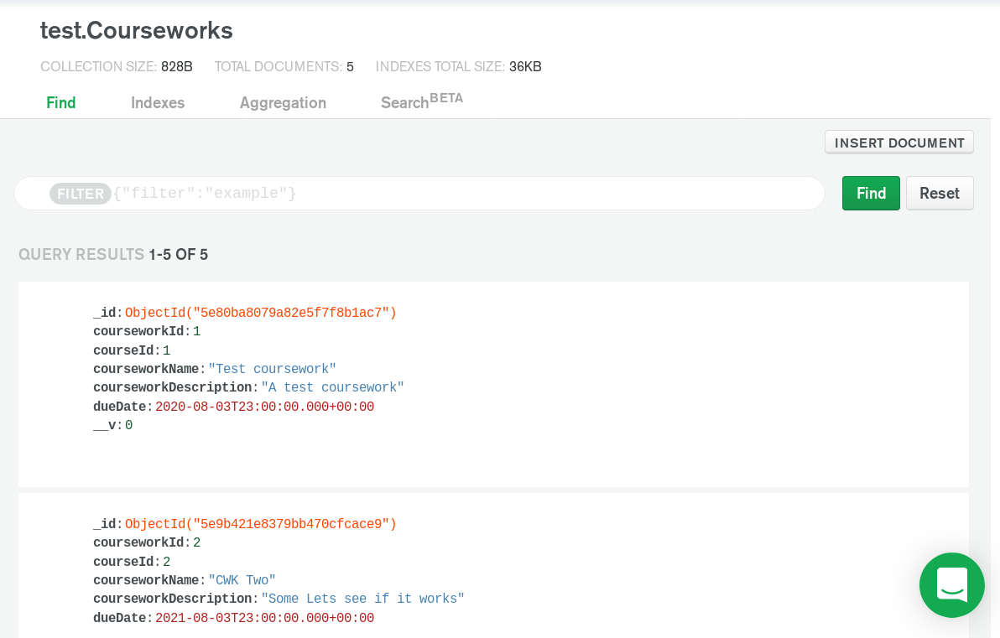 test.Courseworks
COLLECTION SIZE: 828B TOTAL DOCUMENTS: 5 INDEXES TOTAL SIZE: 36KB
Find Indexes Aggregation SearchBETA
INSERT DOCUMENT
FILTER {"filter":"example"} Find Reset
QUERY RESULTS 1-5 OF 5
_id:ObjectId("5e80ba8079a82e5f7f8b1ac7")
courseworkId:1
courseId:1
courseworkName:"Test coursework"
courseworkDescription:"A test coursework"
dueDate:2020-08-03T23:00:00.000+00:00
__v:0
_id:ObjectId("5e9b421e8379bb470cfcace9")
courseworkId:2
courseId:2
courseworkName:"CWK Two"
courseworkDescription:"Some Lets see if it works"
dueDate:2021-08-03T23:00:00.000+00:00